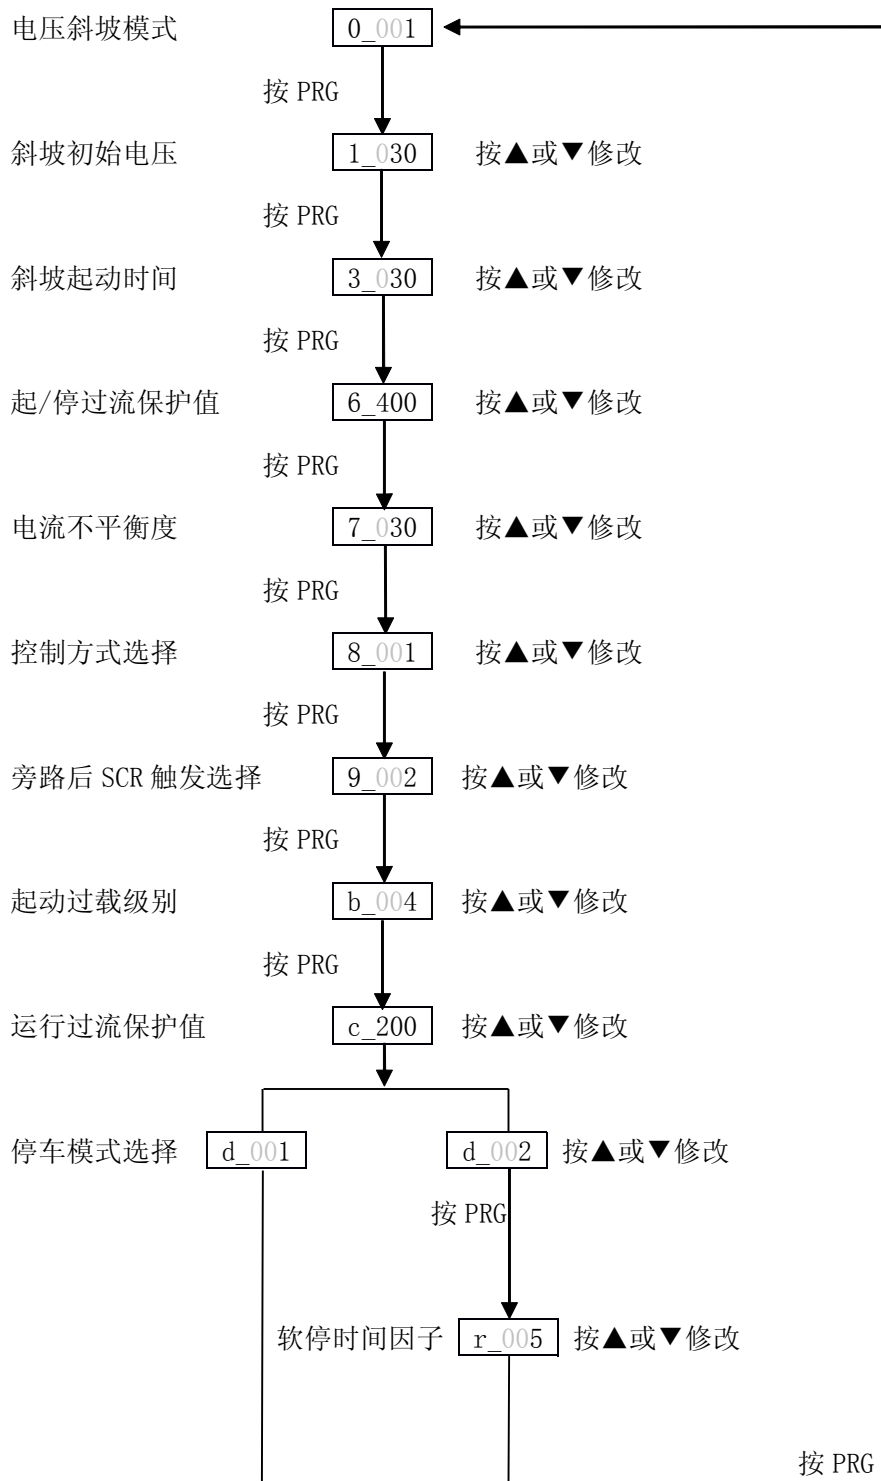 电压斜坡模式 0_001
按 PRG
斜坡初始电压 1_030 按▲或▼修改
按 PRG
斜坡起动时间 3_030 按▲或▼修改
按 PRG
起/停过流保护值 6_400 按▲或▼修改
按 PRG
电流不平衡度 7_030 按▲或▼修改
按 PRG
控制方式选择 8_001 按▲或▼修改
按 PRG
旁路后 SCR 触发选择 9_002 按▲或▼修改
按 PRG
起动过载级别 b_004 按▲或▼修改
按 PRG
运行过流保护值 c_200 按▲或▼修改
停车模式选择 d_001 d_002 按▲或▼修改
按 PRG
软停时间因子 r_005 按▲或▼修改
按 PRG